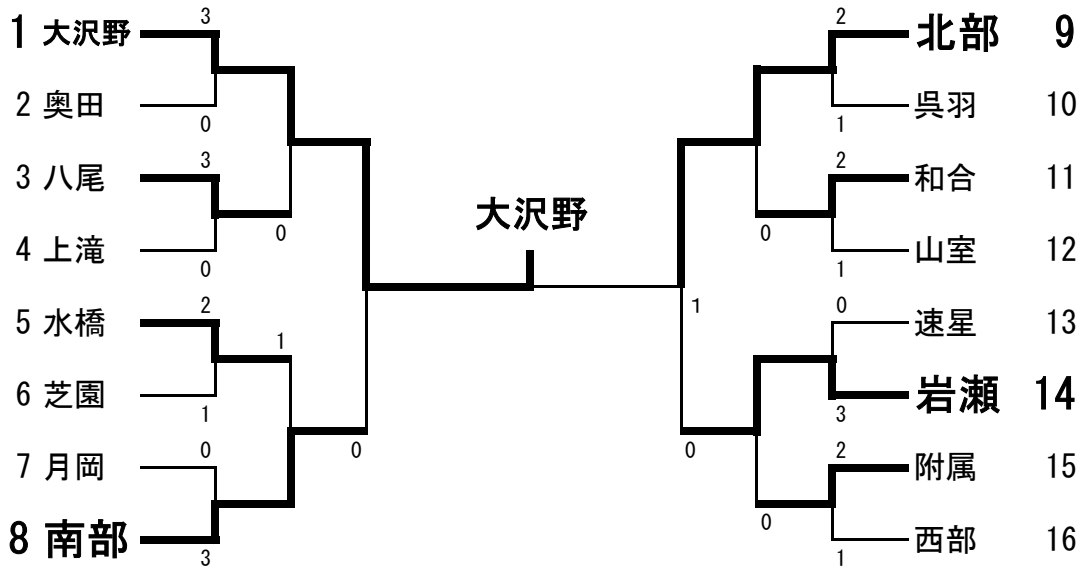 3
1 大沢野
2 奥田
0
3
3 八尾
0
4 上滝
0
2
5 水橋
1
6 芝園
1
0
7 月岡
0
8 南部
3
大沢野
2
北部 9
呉羽 10
1
2
和合 11
0
山室 12
1
1
0
速星 13
岩瀬 14
3
2
0
附属 15
0
西部 16
1